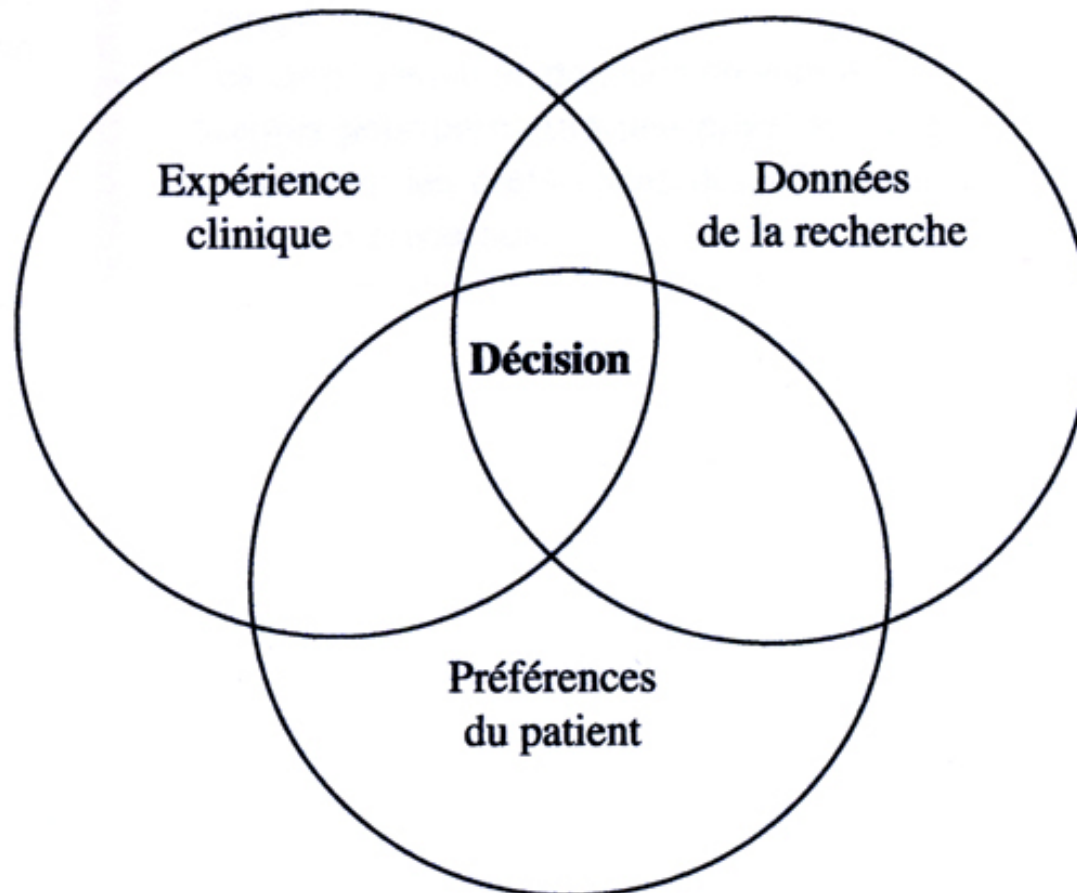 Expérience
clinique
Données
de la recherche
Décision
Préférences
du patient